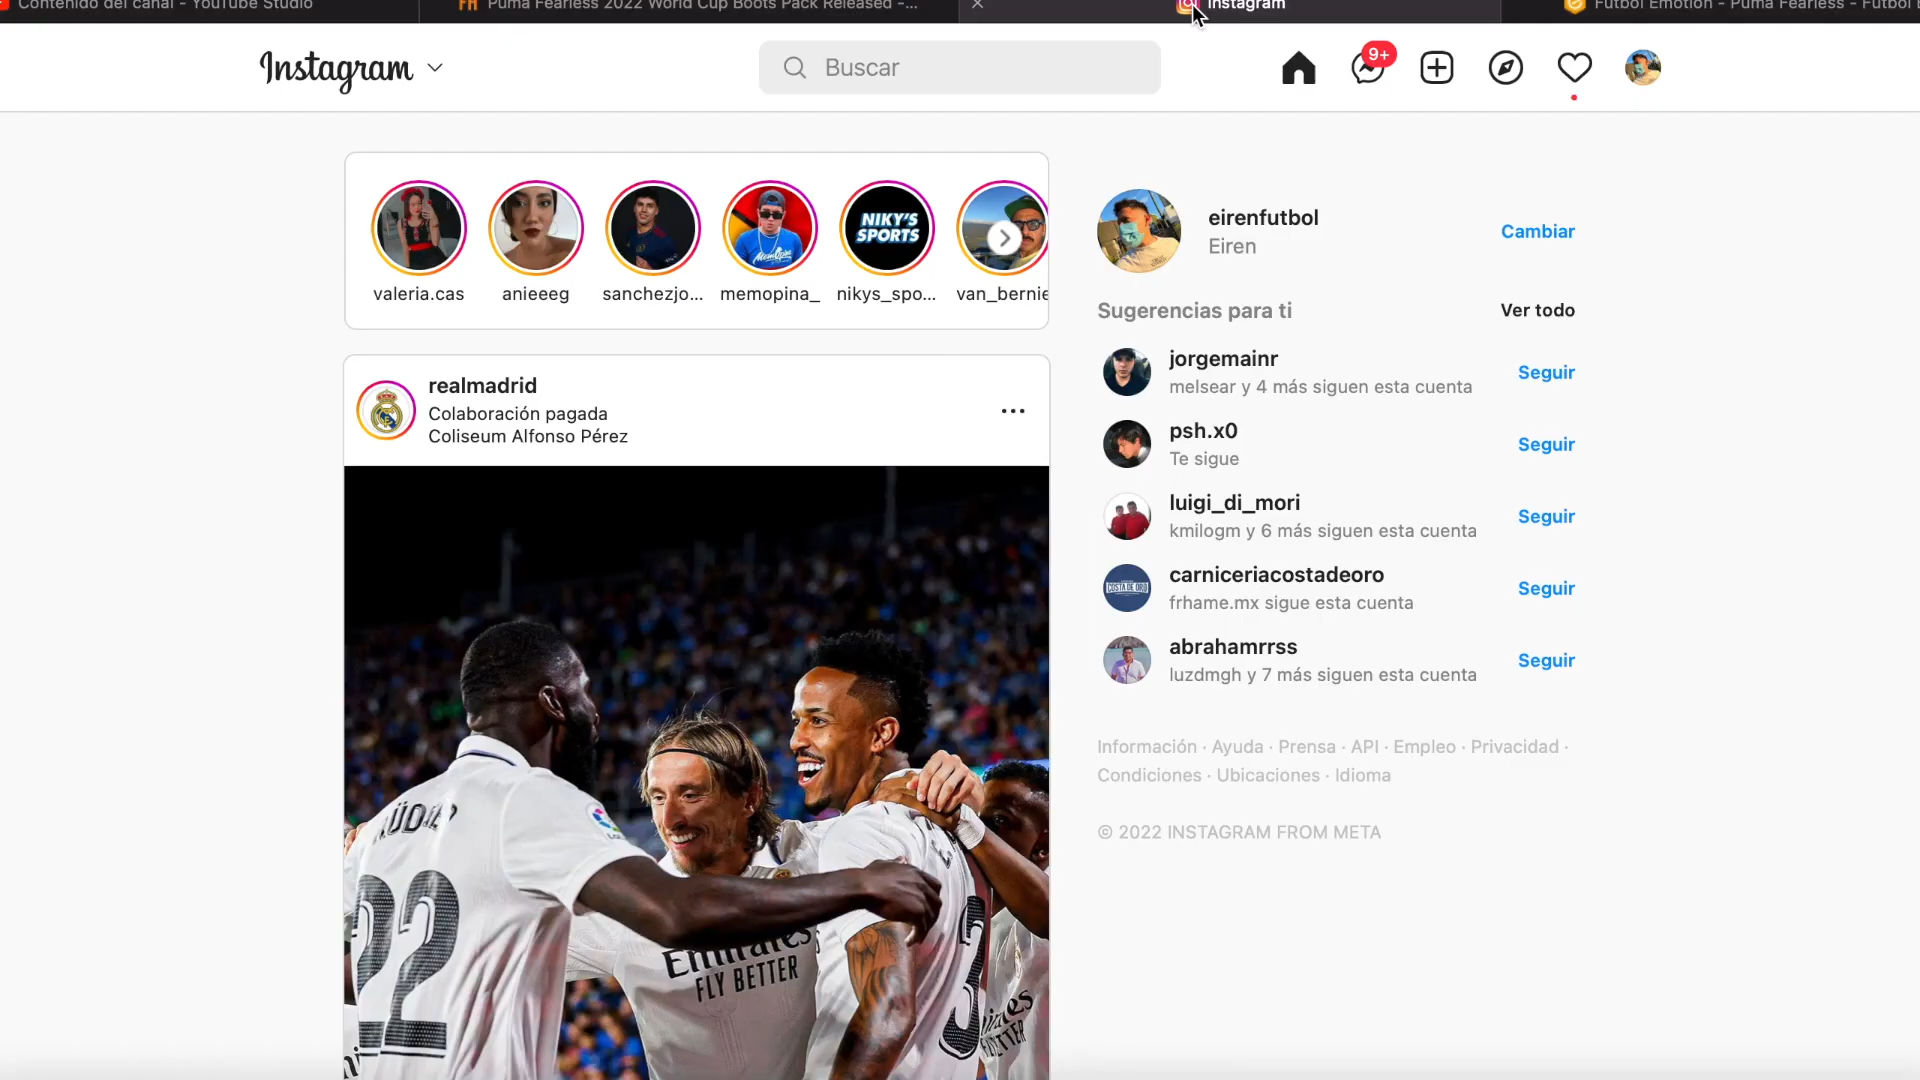 Contenido del canal - YouTube Studio
Puma Fearless 2022 World Cup Boots Pack Released -...
Instagram
Futbol Emotion - Puma Fearless - Futbol E
Instagram
Buscar
9+
valeria.cas
anieeeg
sanchezjo...
memopina_
NIKY'S
SPORTS
nikys_spo...
van_bernie
eirenfutbol
Eiren
Cambiar
Sugerencias para ti
Ver todo
jorgemainr
melsear y 4 más siguen esta cuenta
Seguir
psh.x0
Te sigue
Seguir
luigi_di_mori
kmilogm y 6 más siguen esta cuenta
Seguir
COSTA DE ORO
carniceriacostadeoro
frhame.mx sigue esta cuenta
Seguir
abrahamrrss
luzdmgh y 7 más siguen esta cuenta
Seguir
Información · Ayuda · Prensa · API · Empleo · Privacidad ·
Condiciones · Ubicaciones · Idioma
© 2022 INSTAGRAM FROM META
realmadrid
Colaboración pagada
Coliseum Alfonso Pérez
22
Emirates
FLY BETTER
3